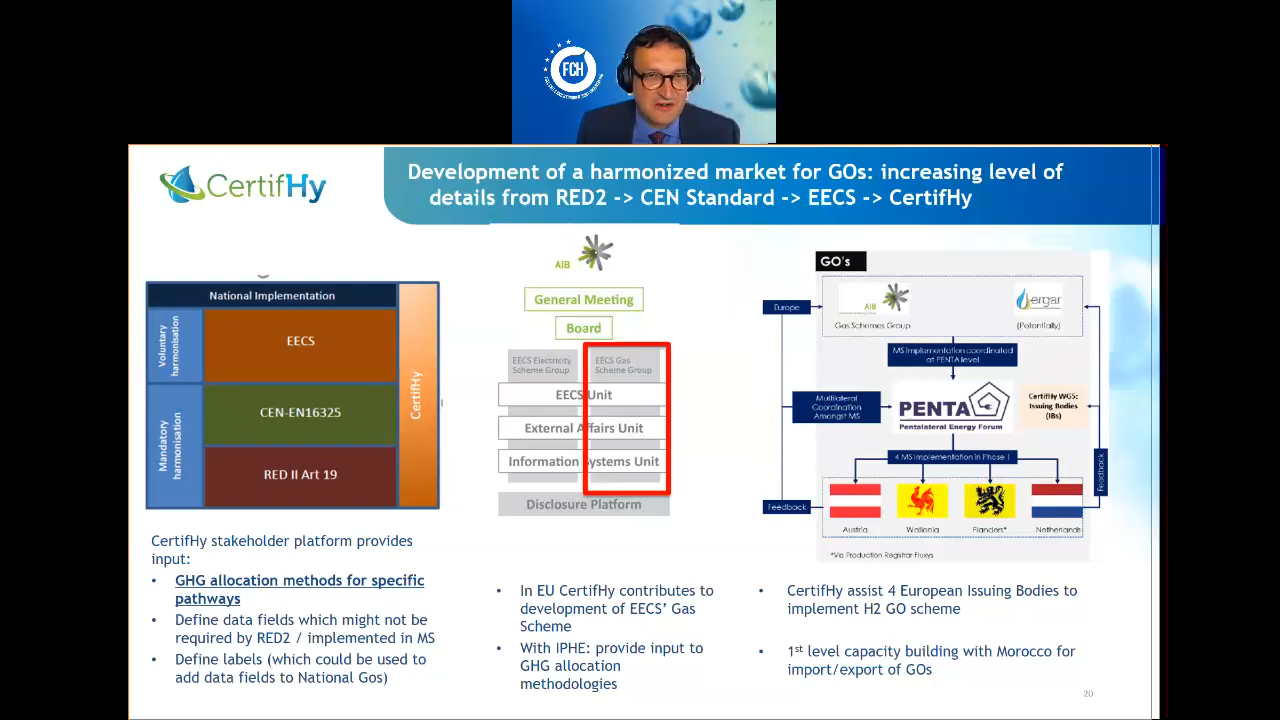 FCH
CertifHy
Development of a harmonized market for GOs: increasing level of
details from RED2 -> CEN Standard -> EECS -> CertifHy
National Implementation
Voluntary
harmonisation
EECS
Mandatory
harmonisation
CEN-EN16325
RED II Art 19
CertifHy
CertifHy stakeholder platform provides
input:
• GHG allocation methods for specific
pathways
• Define data fields which might not be
required by RED2 / implemented in MS
• Define labels (which could be used to
add data fields to National Gos)
AIB
General Meeting
Board
EECS Electricity
Scheme Group
EECS Gas
Scheme Group
EECS Unit
External Affairs Unit
Information Systems Unit
Disclosure Platform
• In EU CertifHy contributes to
development of EECS’ Gas
Scheme
• With IPHE: provide input to
GHG allocation
methodologies
GO's
Europe
AIB
Gas Schemes Group
ergar
(Potentially)
MS implementation coordinated
at PENTA level
Multilateral
Coordination
Amongst MS
PENTA
Pentalateral Energy Forum
CertifHy WG5:
Issuing Bodies
(IBs)
4 MS implementation in Phase 1
Feedback
Feedback
Austria
Wallonia
Flanders*
Netherlands
*Via Production Registrar Fluxys
• CertifHy assist 4 European Issuing Bodies to
implement H2 GO scheme
• 1st level capacity building with Morocco for
import/export of GOs
20